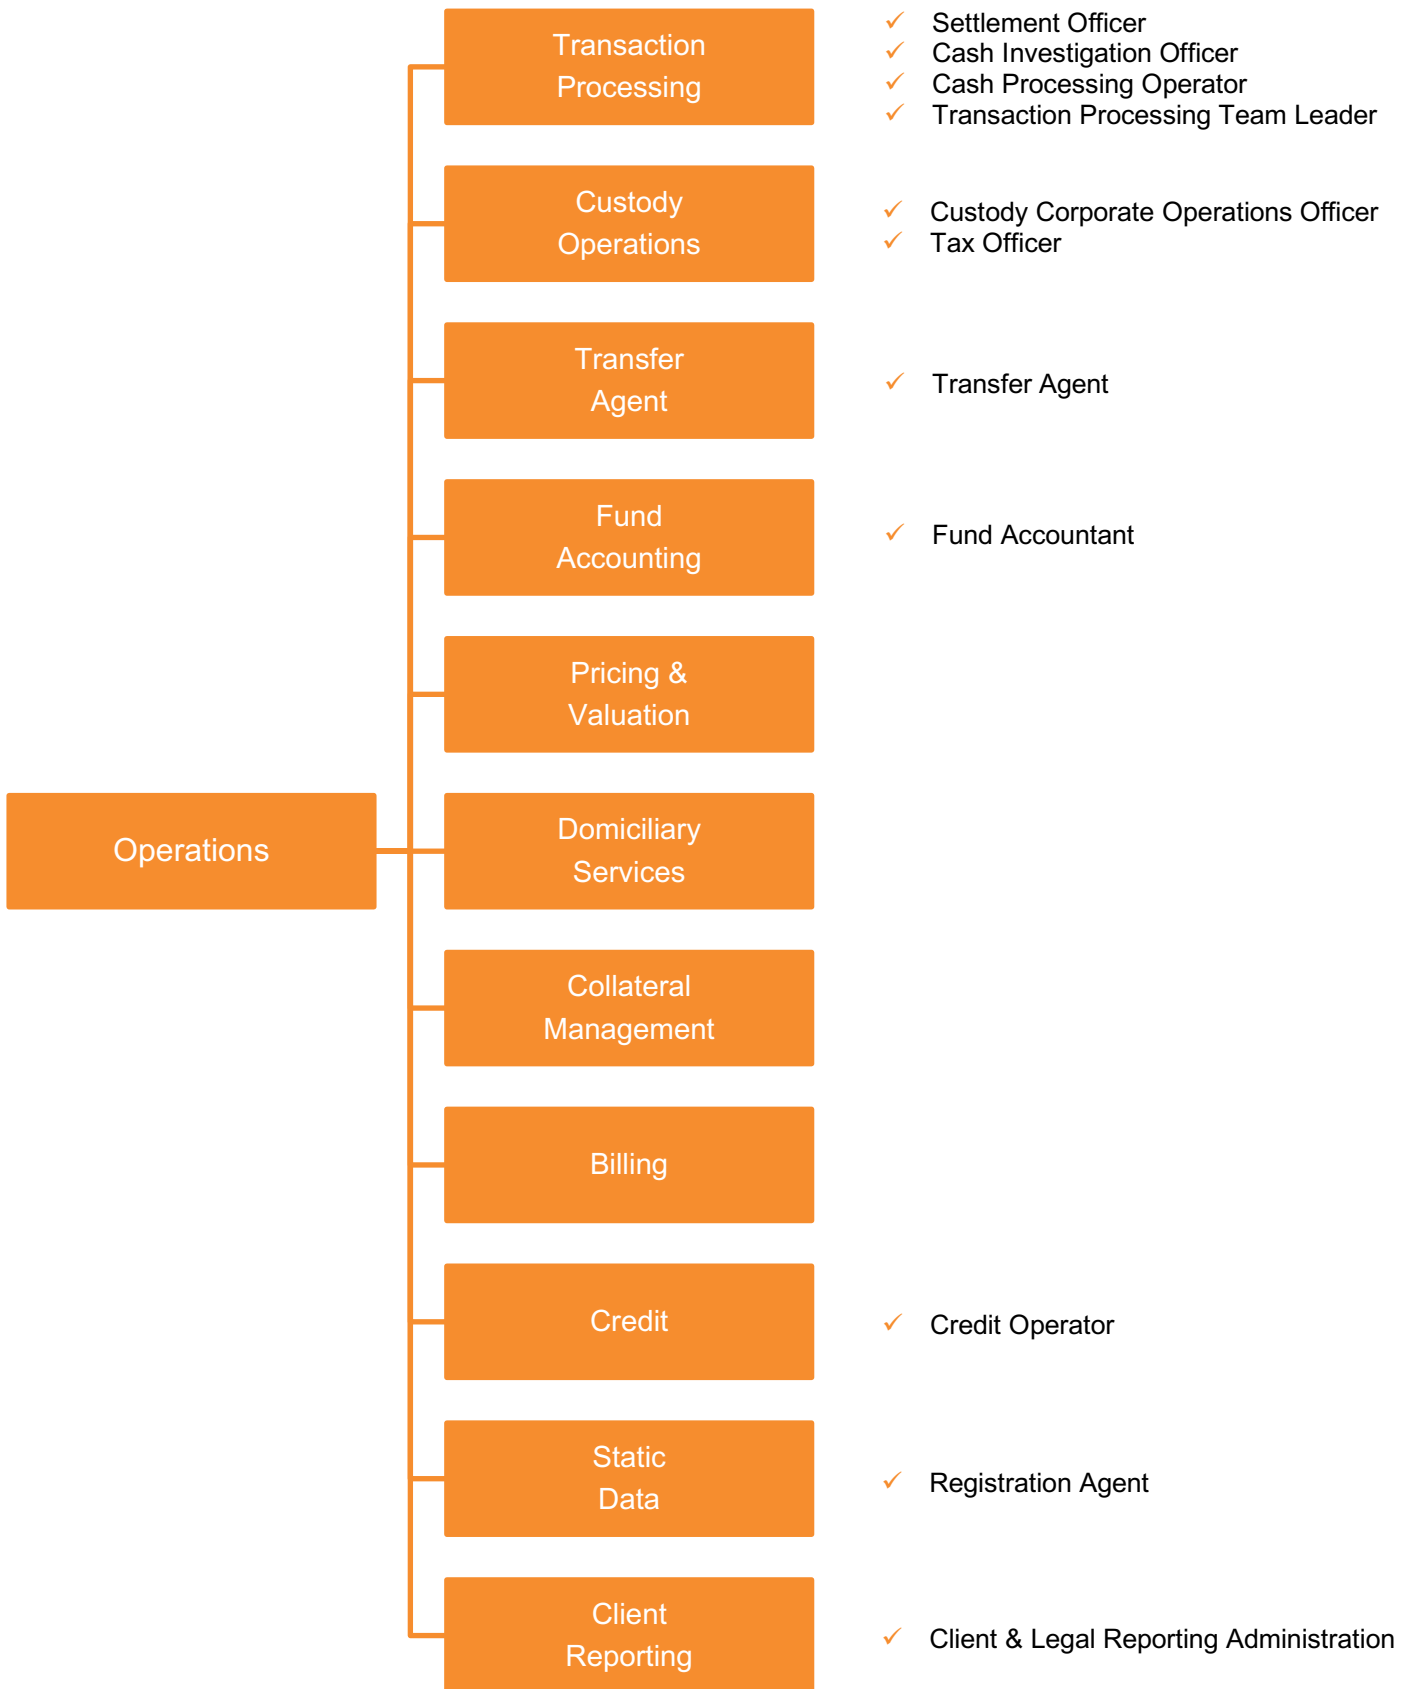 Transaction
Processing
Settlement Officer
Cash Investigation Officer
Cash Processing Operator
Transaction Processing Team Leader
Custody
Operations
Custody Corporate Operations Officer
Tax Officer
Transfer
Agent
Transfer Agent
Fund
Accounting
Fund Accountant
Pricing &
Valuation
Operations
Domiciliary
Services
Collateral
Management
Billing
Credit
Credit Operator
Static
Data
Registration Agent
Client
Reporting
Client & Legal Reporting Administration